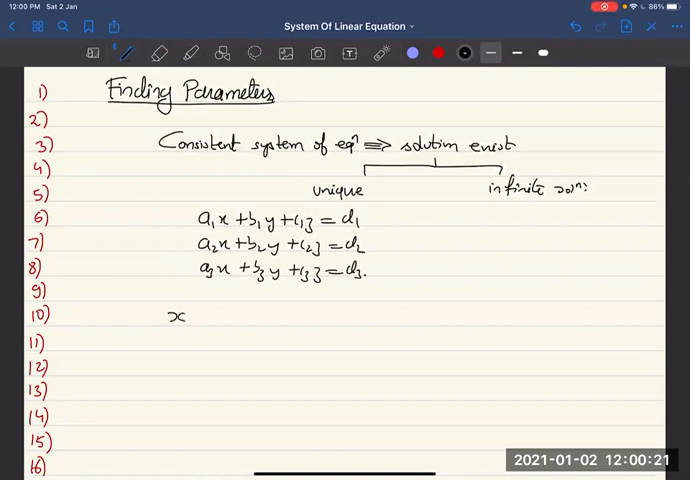 12:00 PM Sat 2 Jan
86%
System Of Linear Equation
1) Finding Parameters
2)
3) Consistent system of eqⁿ ⟹ solution exist
4)
5) unique infinite solⁿ:
6) a₁x + b₁y + c₁z = d₁
7) a₂x + b₂y + c₂z = d₂
8) a₃x + b₃y + c₃z = d₃.
9)
10) x
11)
12)
13)
14)
15)
16)
2021-01-02 12:00:21